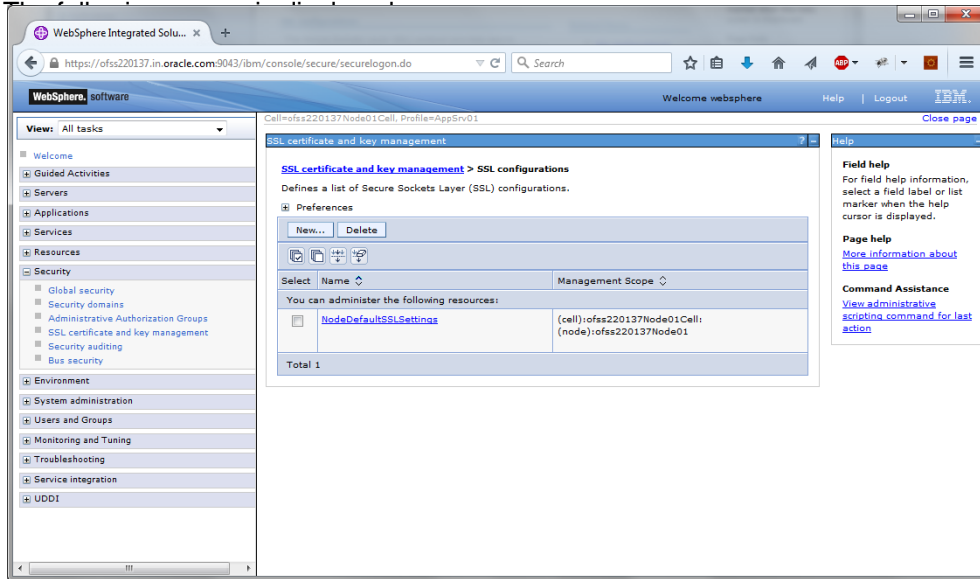 The following screen is displayed
WebSphere Integrated Solu... × +
https://ofss220137.in.oracle.com:9043/ibm/console/secure/securelogon.do
Search
ABP
WebSphere. software
Welcome websphere
Help | Logout
IBM.
View: All tasks
Cell=ofss220137Node01Cell, Profile=AppSrv01
Close page
Welcome
Guided Activities
Servers
Applications
Services
Resources
Security
Global security
Security domains
Administrative Authorization Groups
SSL certificate and key management
Security auditing
Bus security
Environment
System administration
Users and Groups
Monitoring and Tuning
Troubleshooting
Service integration
UDDI
SSL certificate and key management
? –
SSL certificate and key management > SSL configurations
Defines a list of Secure Sockets Layer (SSL) configurations.
Preferences
New... Delete
Select Name Management Scope
You can administer the following resources:
NodeDefaultSSLSettings
(cell):ofss220137Node01Cell:
(node):ofss220137Node01
Total 1
Help
Field help
For field help information,
select a field label or list
marker when the help
cursor is displayed.
Page help
More information about
this page
Command Assistance
View administrative
scripting command for last
action